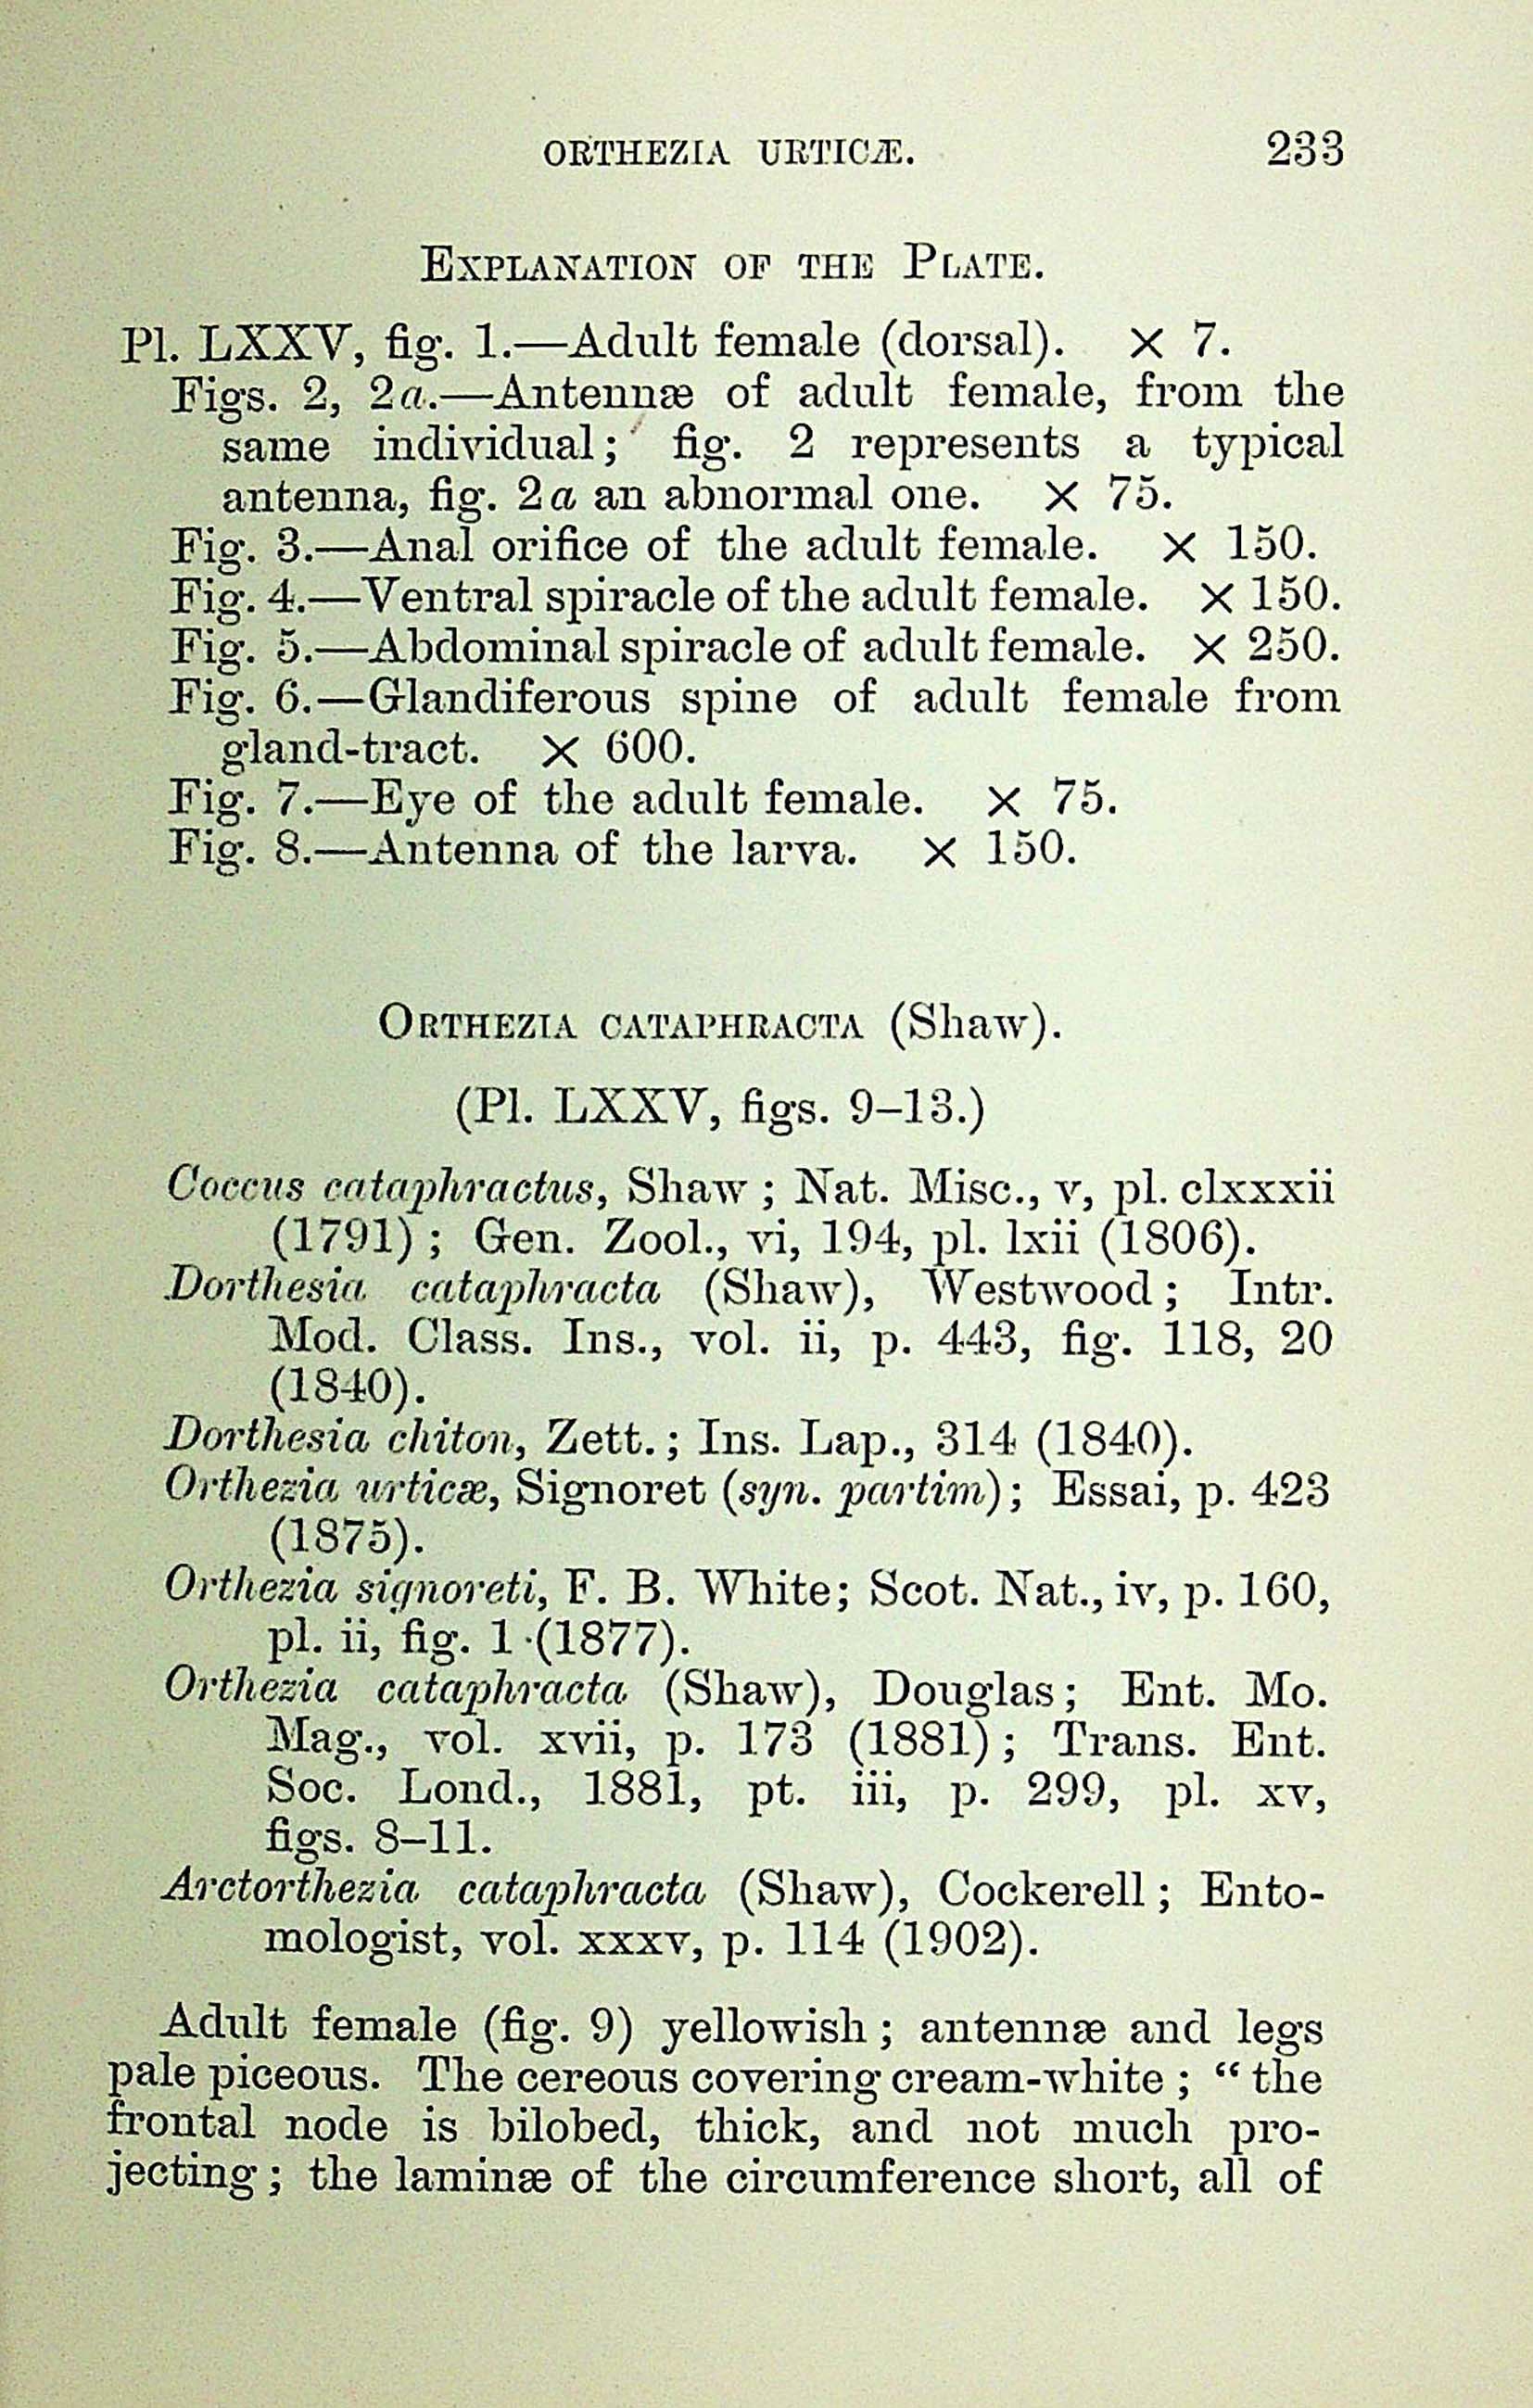 ORTHEZIA URTICÆ. 233
EXPLANATION OF THE PLATE.
Pl. LXXV, fig. 1.—Adult female (dorsal). × 7.
Figs. 2, 2a.—Antennæ of adult female, from the
same individual; fig. 2 represents a typical
antenna, fig. 2a an abnormal one. × 75.
Fig. 3.—Anal orifice of the adult female. × 150.
Fig. 4.—Ventral spiracle of the adult female. × 150.
Fig. 5.—Abdominal spiracle of adult female. × 250.
Fig. 6.—Glandiferous spine of adult female from
gland-tract. × 600.
Fig. 7.—Eye of the adult female. × 75.
Fig. 8.—Antenna of the larva. × 150.
ORTHEZIA CATAPHRACTA (Shaw).
(Pl. LXXV, figs. 9–13.)
Coccus cataphractus, Shaw; Nat. Misc., v, pl. clxxxii
(1791); Gen. Zool., vi, 194, pl. lxii (1806).
Dorthesia cataphracta (Shaw), Westwood; Intr.
Mod. Class. Ins., vol. ii, p. 443, fig. 118, 20
(1840).
Dorthesia chiton, Zett.; Ins. Lap., 314 (1840).
Orthezia urticæ, Signoret (syn. partim); Essai, p. 423
(1875).
Orthezia signoreti, F. B. White; Scot. Nat., iv, p. 160,
pl. ii, fig. 1 (1877).
Orthezia cataphracta (Shaw), Douglas; Ent. Mo.
Mag., vol. xvii, p. 173 (1881); Trans. Ent.
Soc. Lond., 1881, pt. iii, p. 299, pl. xv,
figs. 8–11.
Arctorthezia cataphracta (Shaw), Cockerell; Ento-
mologist, vol. xxxv, p. 114 (1902).
Adult female (fig. 9) yellowish; antennæ and legs
pale piceous. The cereous covering cream-white; "the
frontal node is bilobed, thick, and not much pro-
jecting; the laminæ of the circumference short, all of